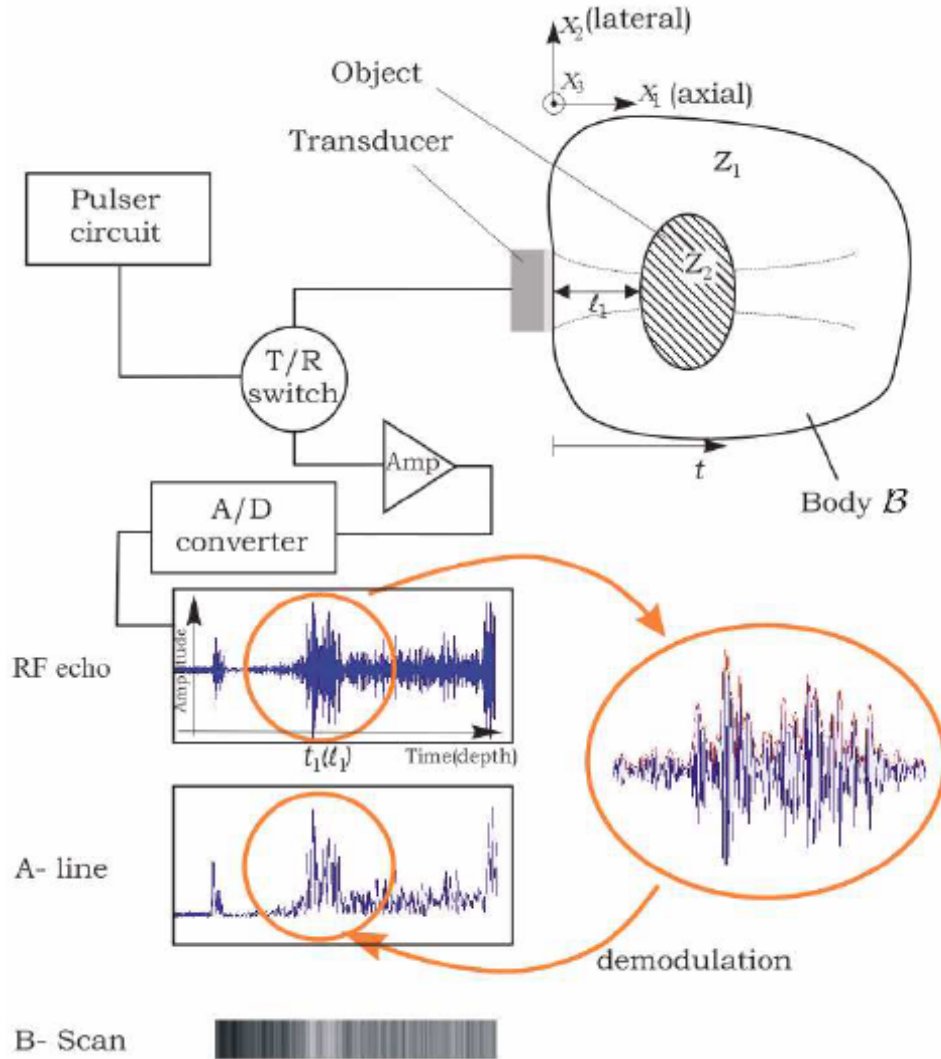 X₂ (lateral)
Object
X₃
X₁ (axial)
Transducer
Z₁
Pulser
circuit
Z₂
ℓ₁
T/R
switch
Amp
t
Body ℬ
A/D
converter
Amplitude
RF echo
t₁(ℓ₁)
Time(depth)
A- line
demodulation
B- Scan